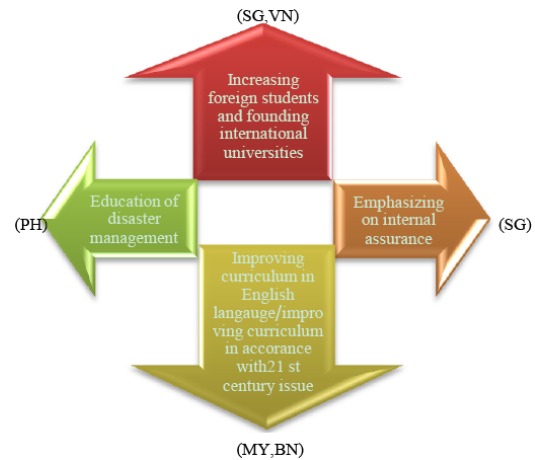 (SG,VN)
Increasing
foreign students
and founding
international
universities
(PH)
Education of
disaster
management
Emphasizing
on internal
assurance
(SG)
Improving
curriculum in
English
langauge/impro
ving curriculum
in accorance
with21 st
century issue
(MY,BN)